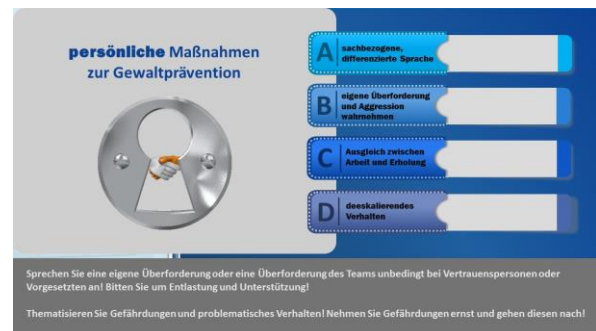 persönliche Maßnahmen
zur Gewaltprävention
A
sachbezogene,
differenzierte Sprache
B
eigene Überforderung
und Aggression
wahrnehmen
C
Ausgleich zwischen
Arbeit und Erholung
D
deeskalierendes
Verhalten
Sprechen Sie eine eigene Überforderung oder eine Überforderung des Teams unbedingt bei Vertrauenspersonen oder
Vorgesetzten an! Bitten Sie um Entlastung und Unterstützung!
Thematisieren Sie Gefährdungen und problematisches Verhalten! Nehmen Sie Gefährdungen ernst und gehen diesen nach!